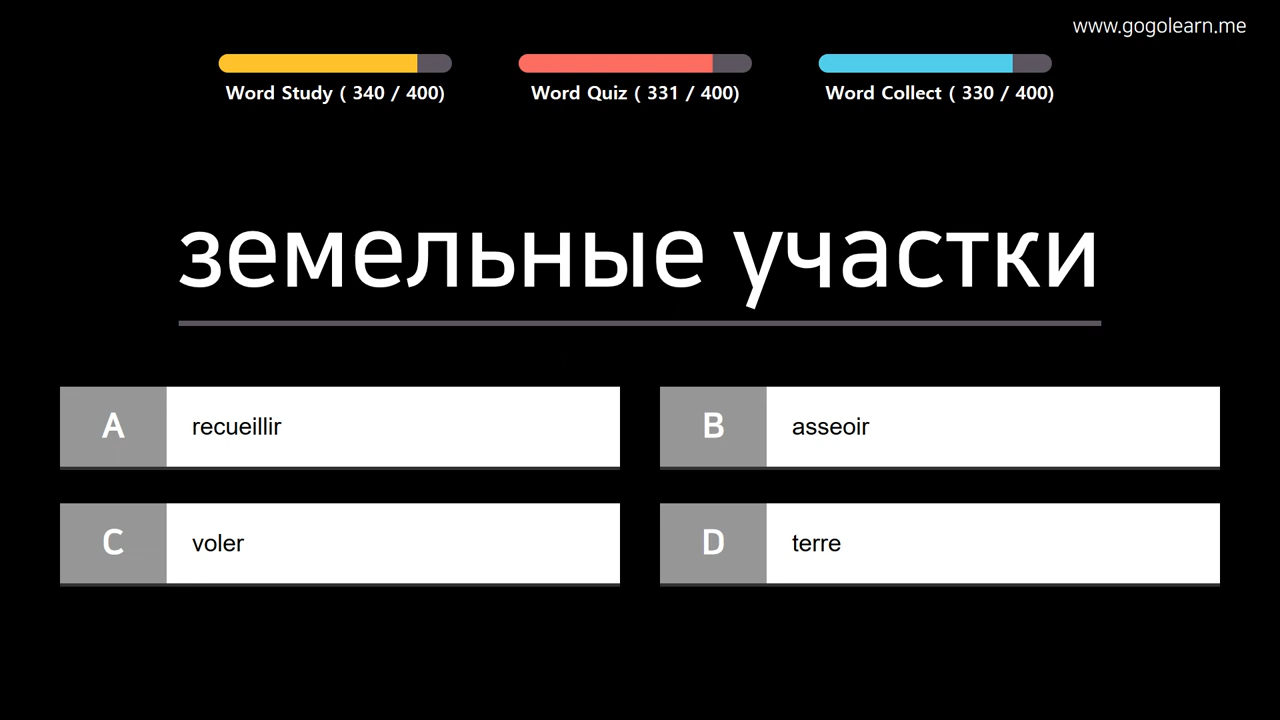 www.gogolearn.me
Word Study ( 340 / 400)
Word Quiz ( 331 / 400)
Word Collect ( 330 / 400)
земельные участки
A recueillir
B asseoir
C voler
D terre